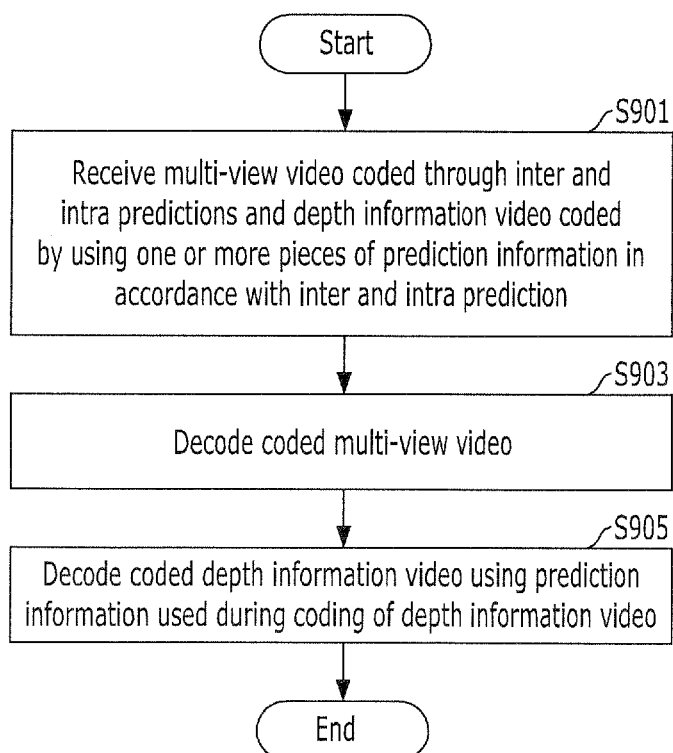 Start
S901
Receive multi-view video coded through inter and
intra predictions and depth information video coded
by using one or more pieces of prediction information in
accordance with inter and intra prediction
S903
Decode coded multi-view video
S905
Decode coded depth information video using prediction
information used during coding of depth information video
End